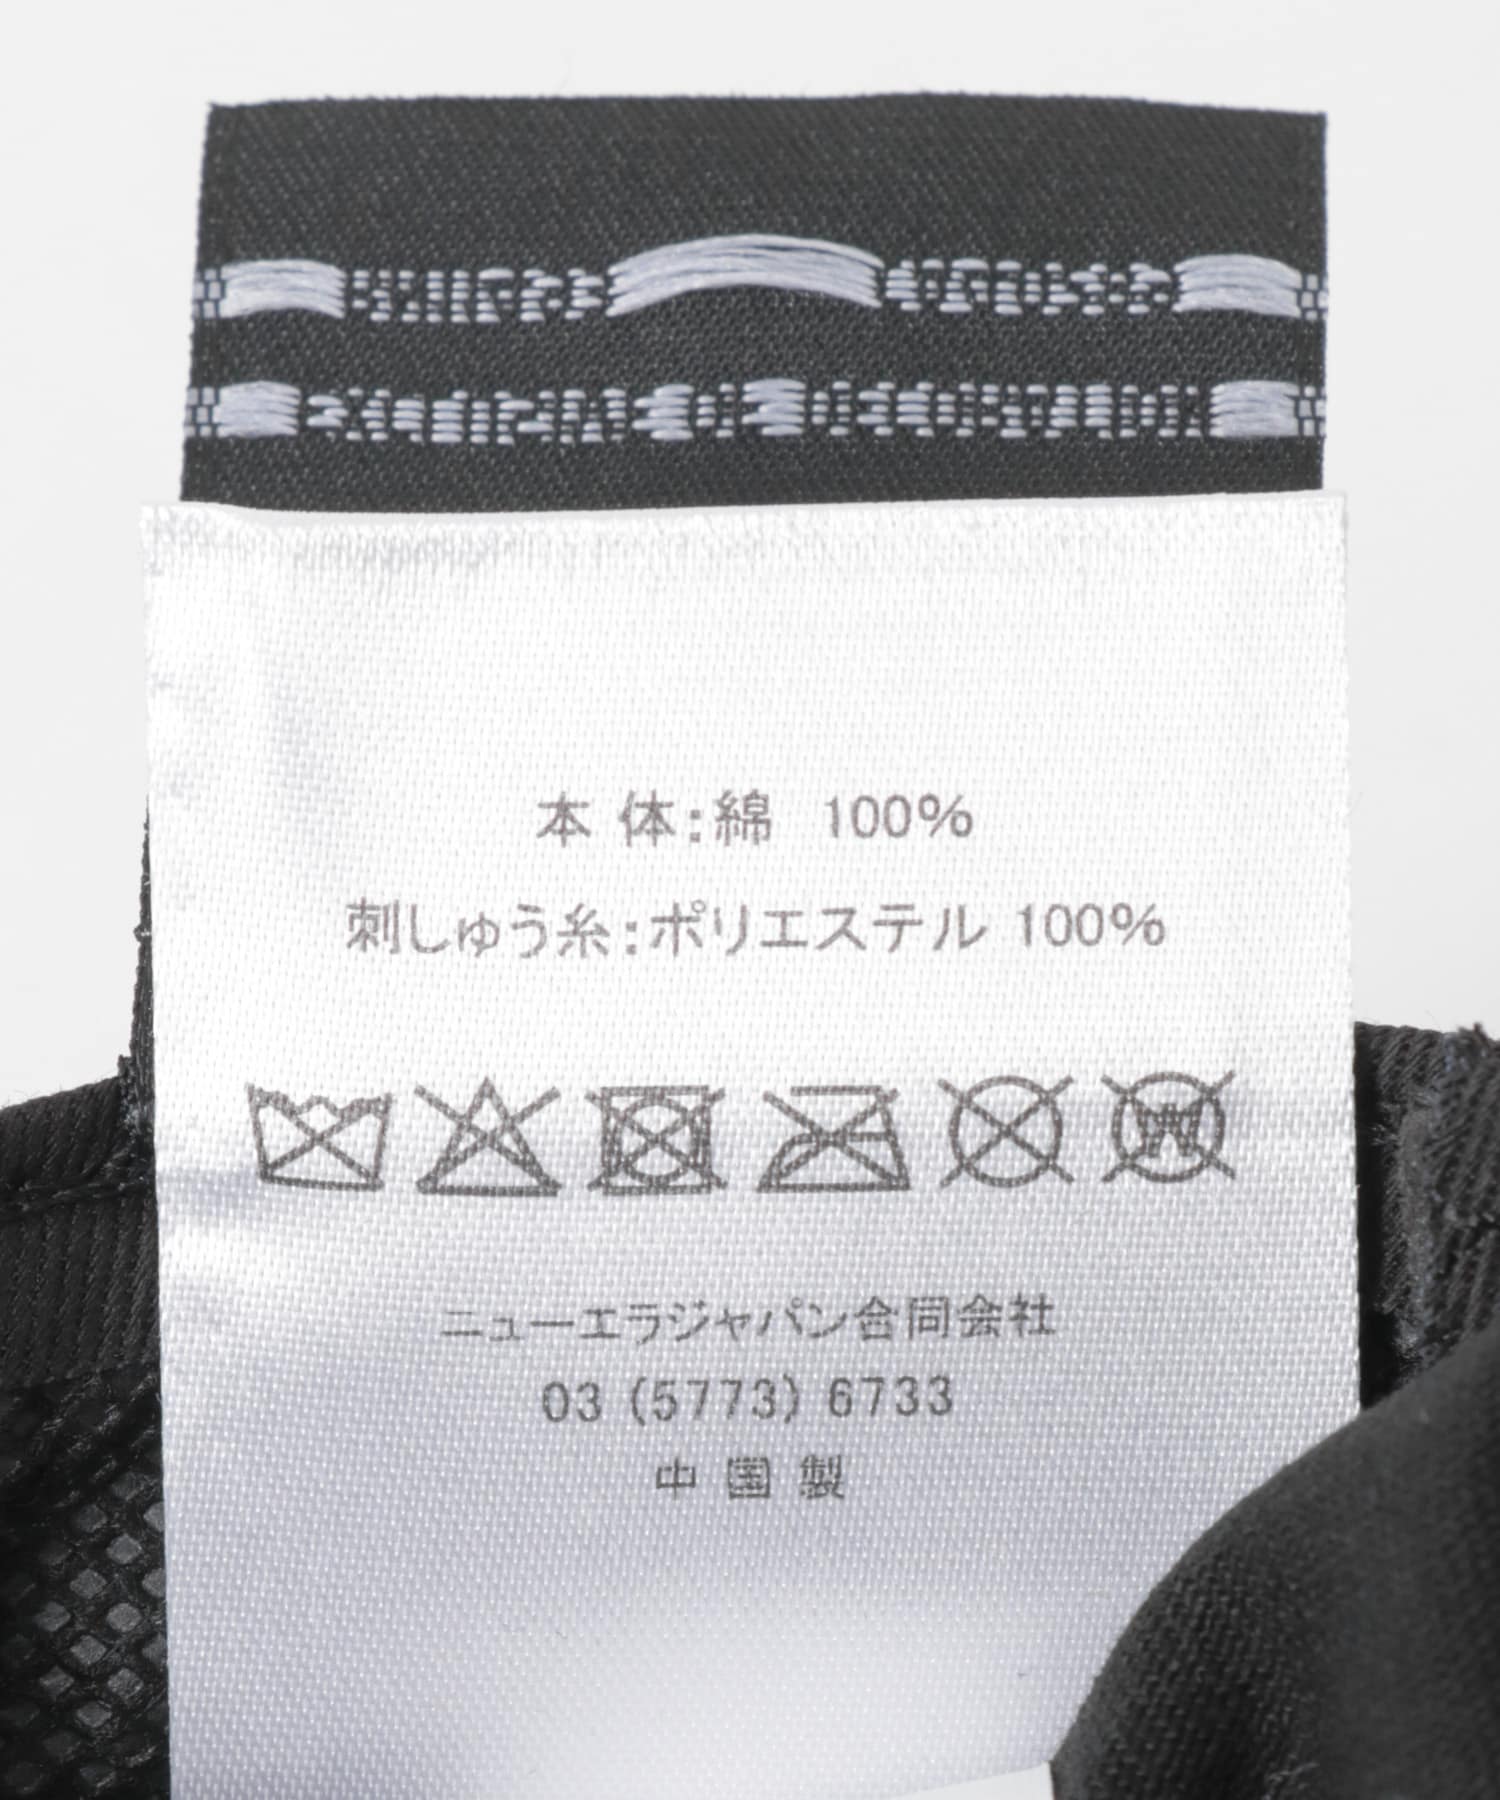 本 体:綿 100%
刺しゅう糸:ポリエステル 100%
W
ニューエラジャパン合同会社
03 (5773) 6733
中 国 製